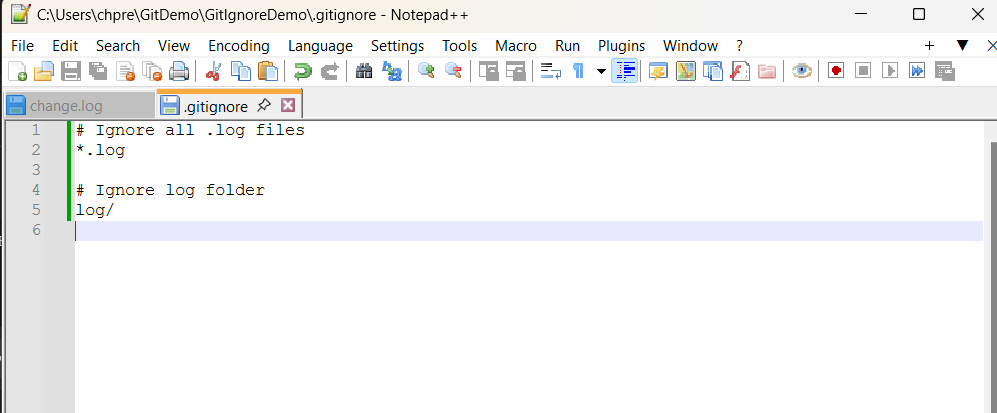 C:\Users\chpre\GitDemo\GitIgnoreDemo\.gitignore - Notepad++
File Edit Search View Encoding Language Settings Tools Macro Run Plugins Window ?
change.log .gitignore
1 # Ignore all .log files
2 *.log
3
4 # Ignore log folder
5 log/
6